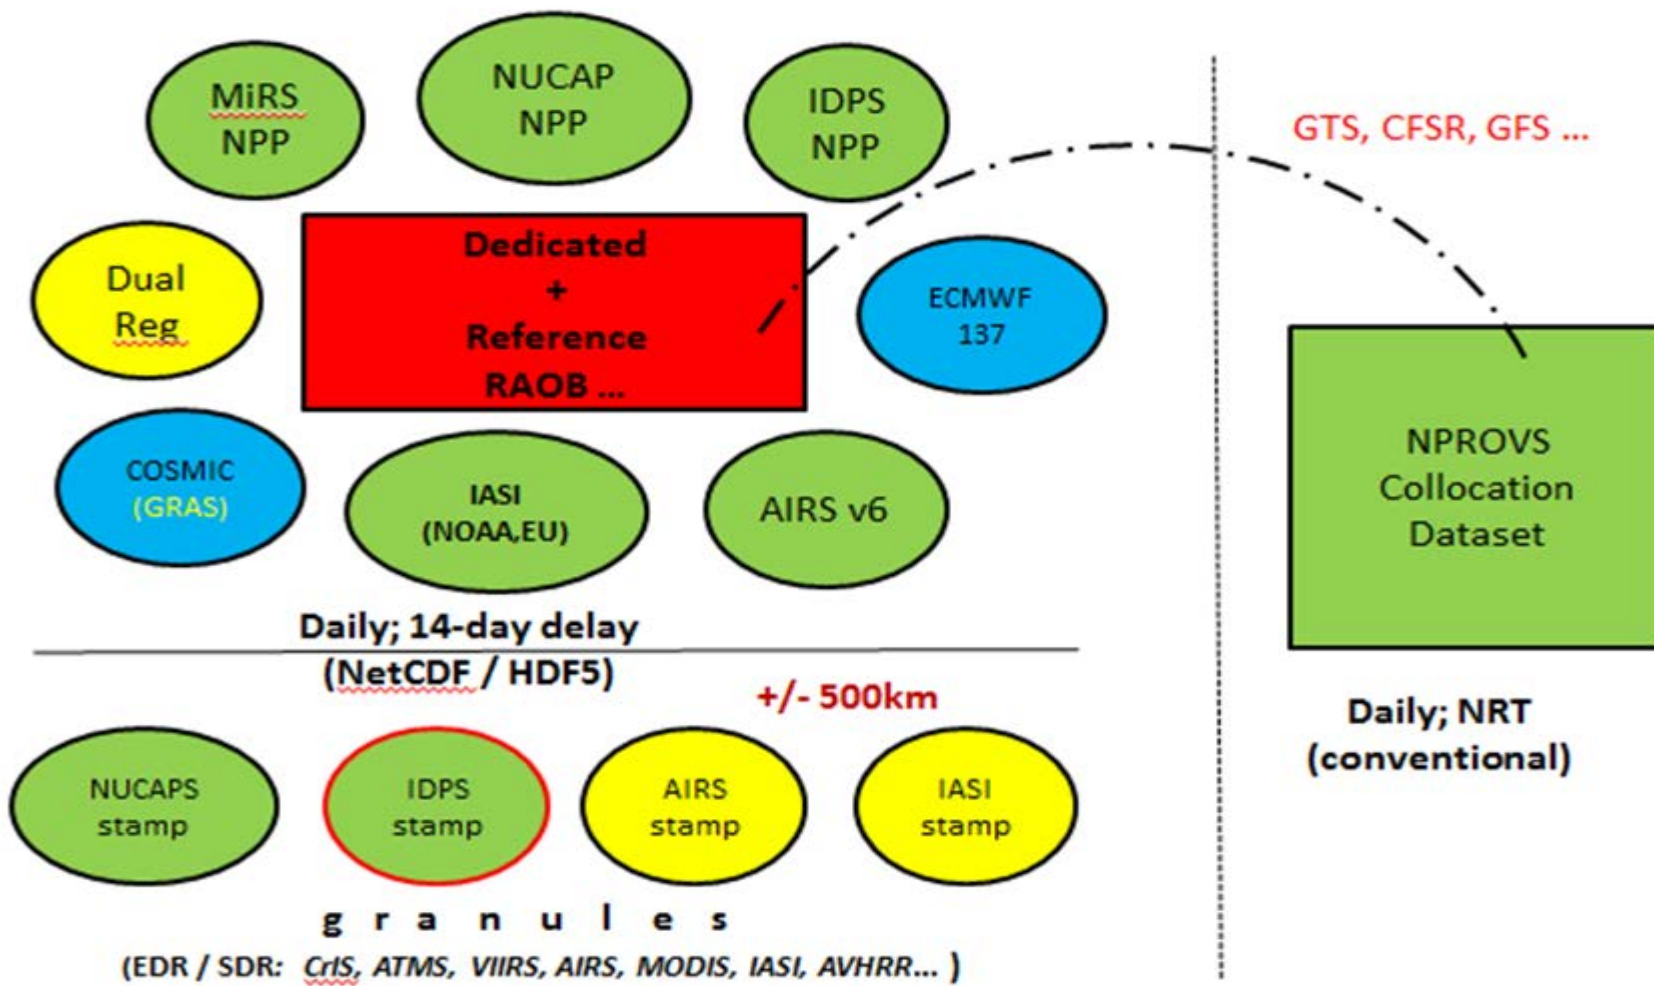 MiRS
NPP
NUCAP
NPP
IDPS
NPP
GTS, CFSR, GFS ...
Dual
Reg
Dedicated
+
Reference
RAOB ...
ECMWF
137
COSMIC
(GRAS)
IASI
(NOAA,EU)
AIRS v6
NPROVS
Collocation
Dataset
Daily; 14-day delay
(NetCDF / HDF5)
+/- 500km
Daily; NRT
(conventional)
NUCAPS
stamp
IDPS
stamp
AIRS
stamp
IASI
stamp
g r a n u l e s
(EDR / SDR: CrIS, ATMS, VIIRS, AIRS, MODIS, IASI, AVHRR... )